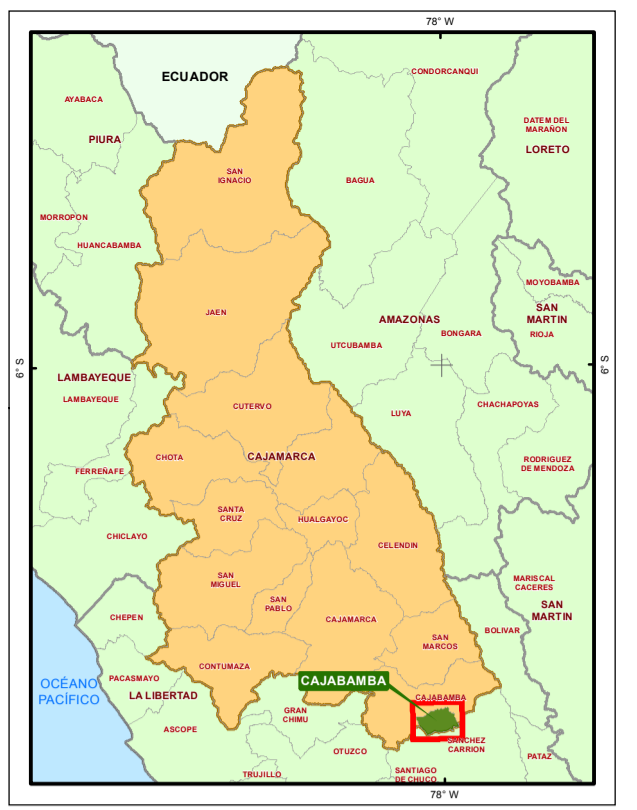 78° W
ECUADOR
CONDORCANQUI
AYABACA
DATEM DEL
MARAÑON
PIURA
LORETO
SAN
IGNACIO
BAGUA
MORROPON
HUANCABAMBA
MOYOBAMBA
SAN
MARTIN
JAEN
AMAZONAS
BONGARA
RIOJA
UTCUBAMBA
6° S
6° S
LAMBAYEQUE
LAMBAYEQUE
CUTERVO
LUYA
CHACHAPOYAS
CHOTA
CAJAMARCA
FERREÑAFE
RODRIGUEZ
DE MENDOZA
SANTA
CRUZ
HUALGAYOC
CHICLAYO
CELENDIN
SAN
MIGUEL
MARISCAL
CACERES
SAN
PABLO
SAN
MARTIN
CHEPEN
CAJAMARCA
BOLIVAR
SAN
MARCOS
CONTUMAZA
PACASMAYO
CAJABAMBA
OCÉANO
PACÍFICO
LA LIBERTAD
CAJABAMBA
GRAN
CHIMU
ASCOPE
SANCHEZ
CARRION
OTUZCO
PATAZ
TRUJILLO
SANTIAGO
DE CHUCO
78° W